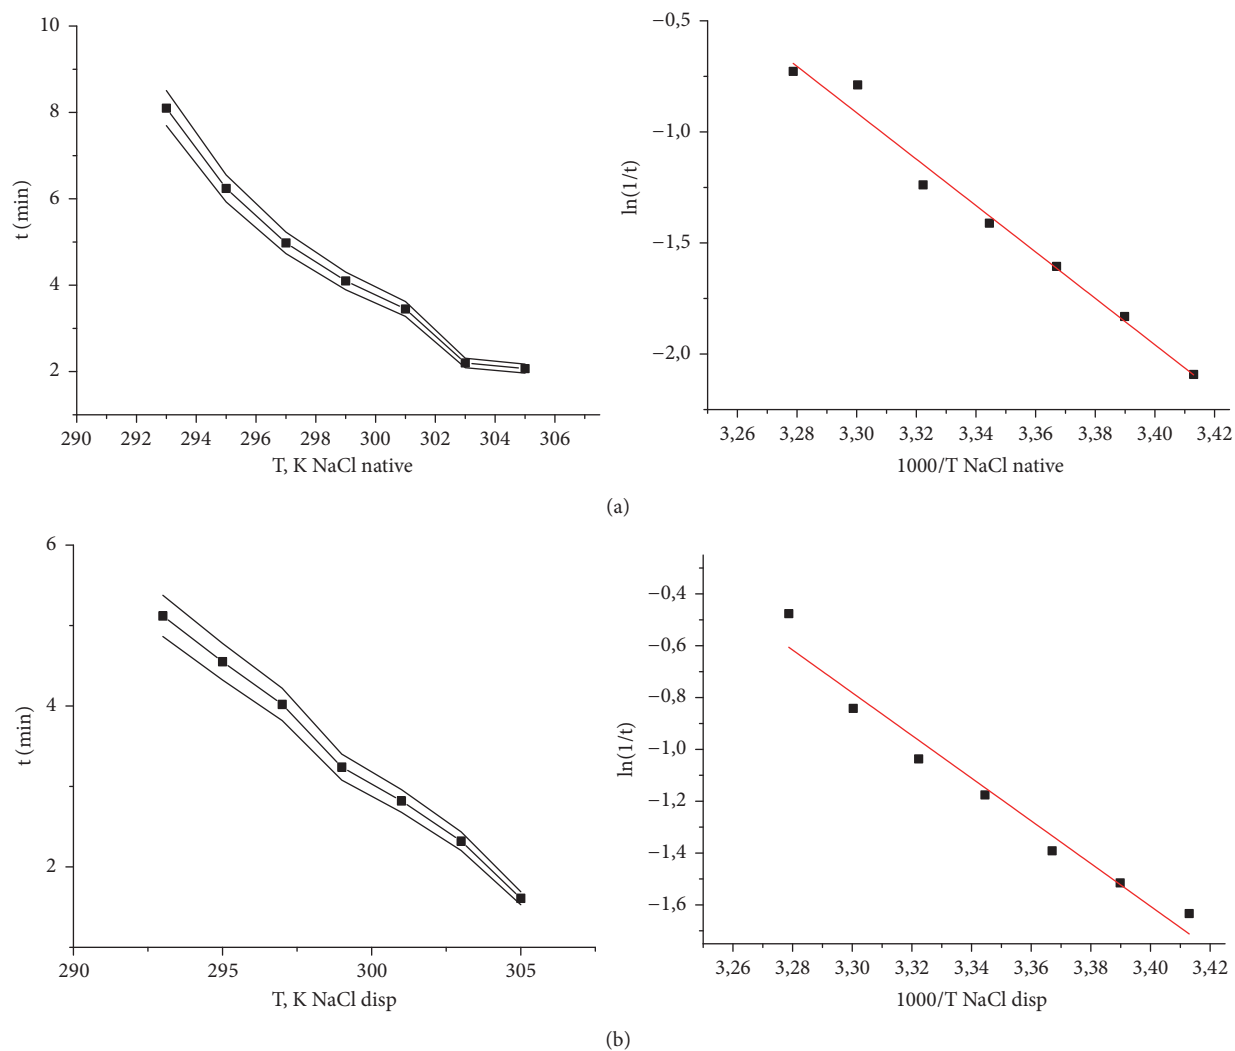 10
8
6
4
2
t (min)
290 292 294 296 298 300 302 304 306
T, K NaCl native
−0,5
−1,0
−1,5
−2,0
ln(1/t)
3,26 3,28 3,30 3,32 3,34 3,36 3,38 3,40 3,42
1000/T NaCl native
(a)
6
4
2
t (min)
290 295 300 305
T, K NaCl disp
−0,4
−0,6
−0,8
−1,0
−1,2
−1,4
−1,6
ln(1/t)
3,26 3,28 3,30 3,32 3,34 3,36 3,38 3,40 3,42
1000/T NaCl disp
(b)